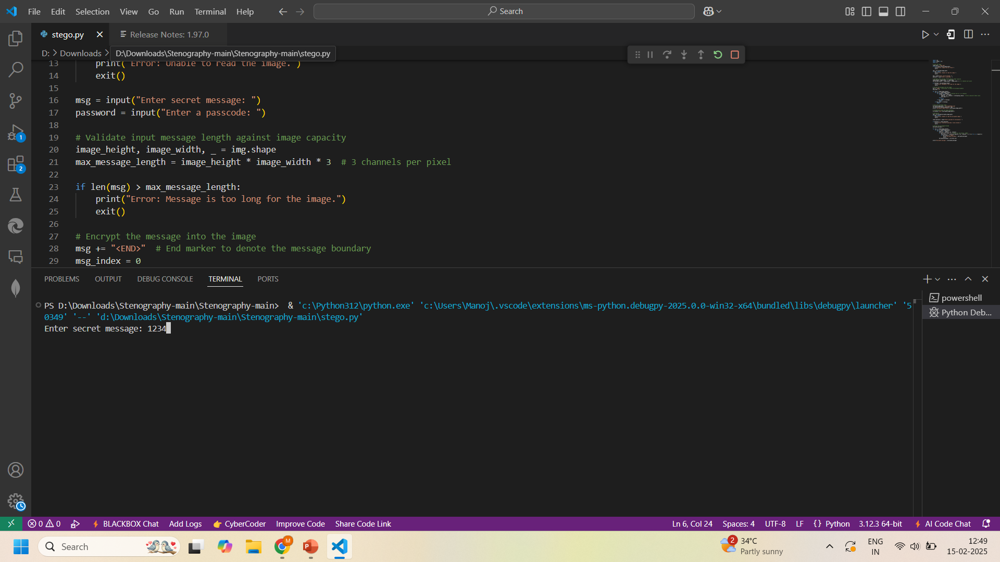 File Edit Selection View Go Run Terminal Help Search
stego.py Release Notes: 1.97.0
D: > Downloads > D:\Downloads\Stenography-main\Stenography-main\stego.py
13 print("Error: Unable to read the image.")
14 exit()
15
16 msg = input("Enter secret message: ")
17 password = input("Enter a passcode: ")
18
19 # Validate input message length against image capacity
20 image_height, image_width, _ = img.shape
21 max_message_length = image_height * image_width * 3  # 3 channels per pixel
22
23 if len(msg) > max_message_length:
24 print("Error: Message is too long for the image.")
25 exit()
26
27 # Encrypt the message into the image
28 msg += "<END>"  # End marker to denote the message boundary
29 msg_index = 0
1
2
PROBLEMS OUTPUT DEBUG CONSOLE TERMINAL PORTS
PS D:\Downloads\Stenography-main\Stenography-main>  & 'c:\Python312\python.exe' 'c:\Users\Manoj\.vscode\extensions\ms-python.debugpy-2025.0.0-win32-x64\bundled\libs\debugpy\launcher' '5
0349' '--' 'd:\Downloads\Stenography-main\Stenography-main\stego.py'
Enter secret message: 1234
powershell
Python Deb...
0 0 BLACKBOX Chat Add Logs CyberCoder Improve Code Share Code Link Ln 6, Col 24 Spaces: 4 UTF-8 LF {} Python 3.12.3 64-bit AI Code Chat
Search M P 2 34°C ENG 12:49
Partly sunny IN 15-02-2025